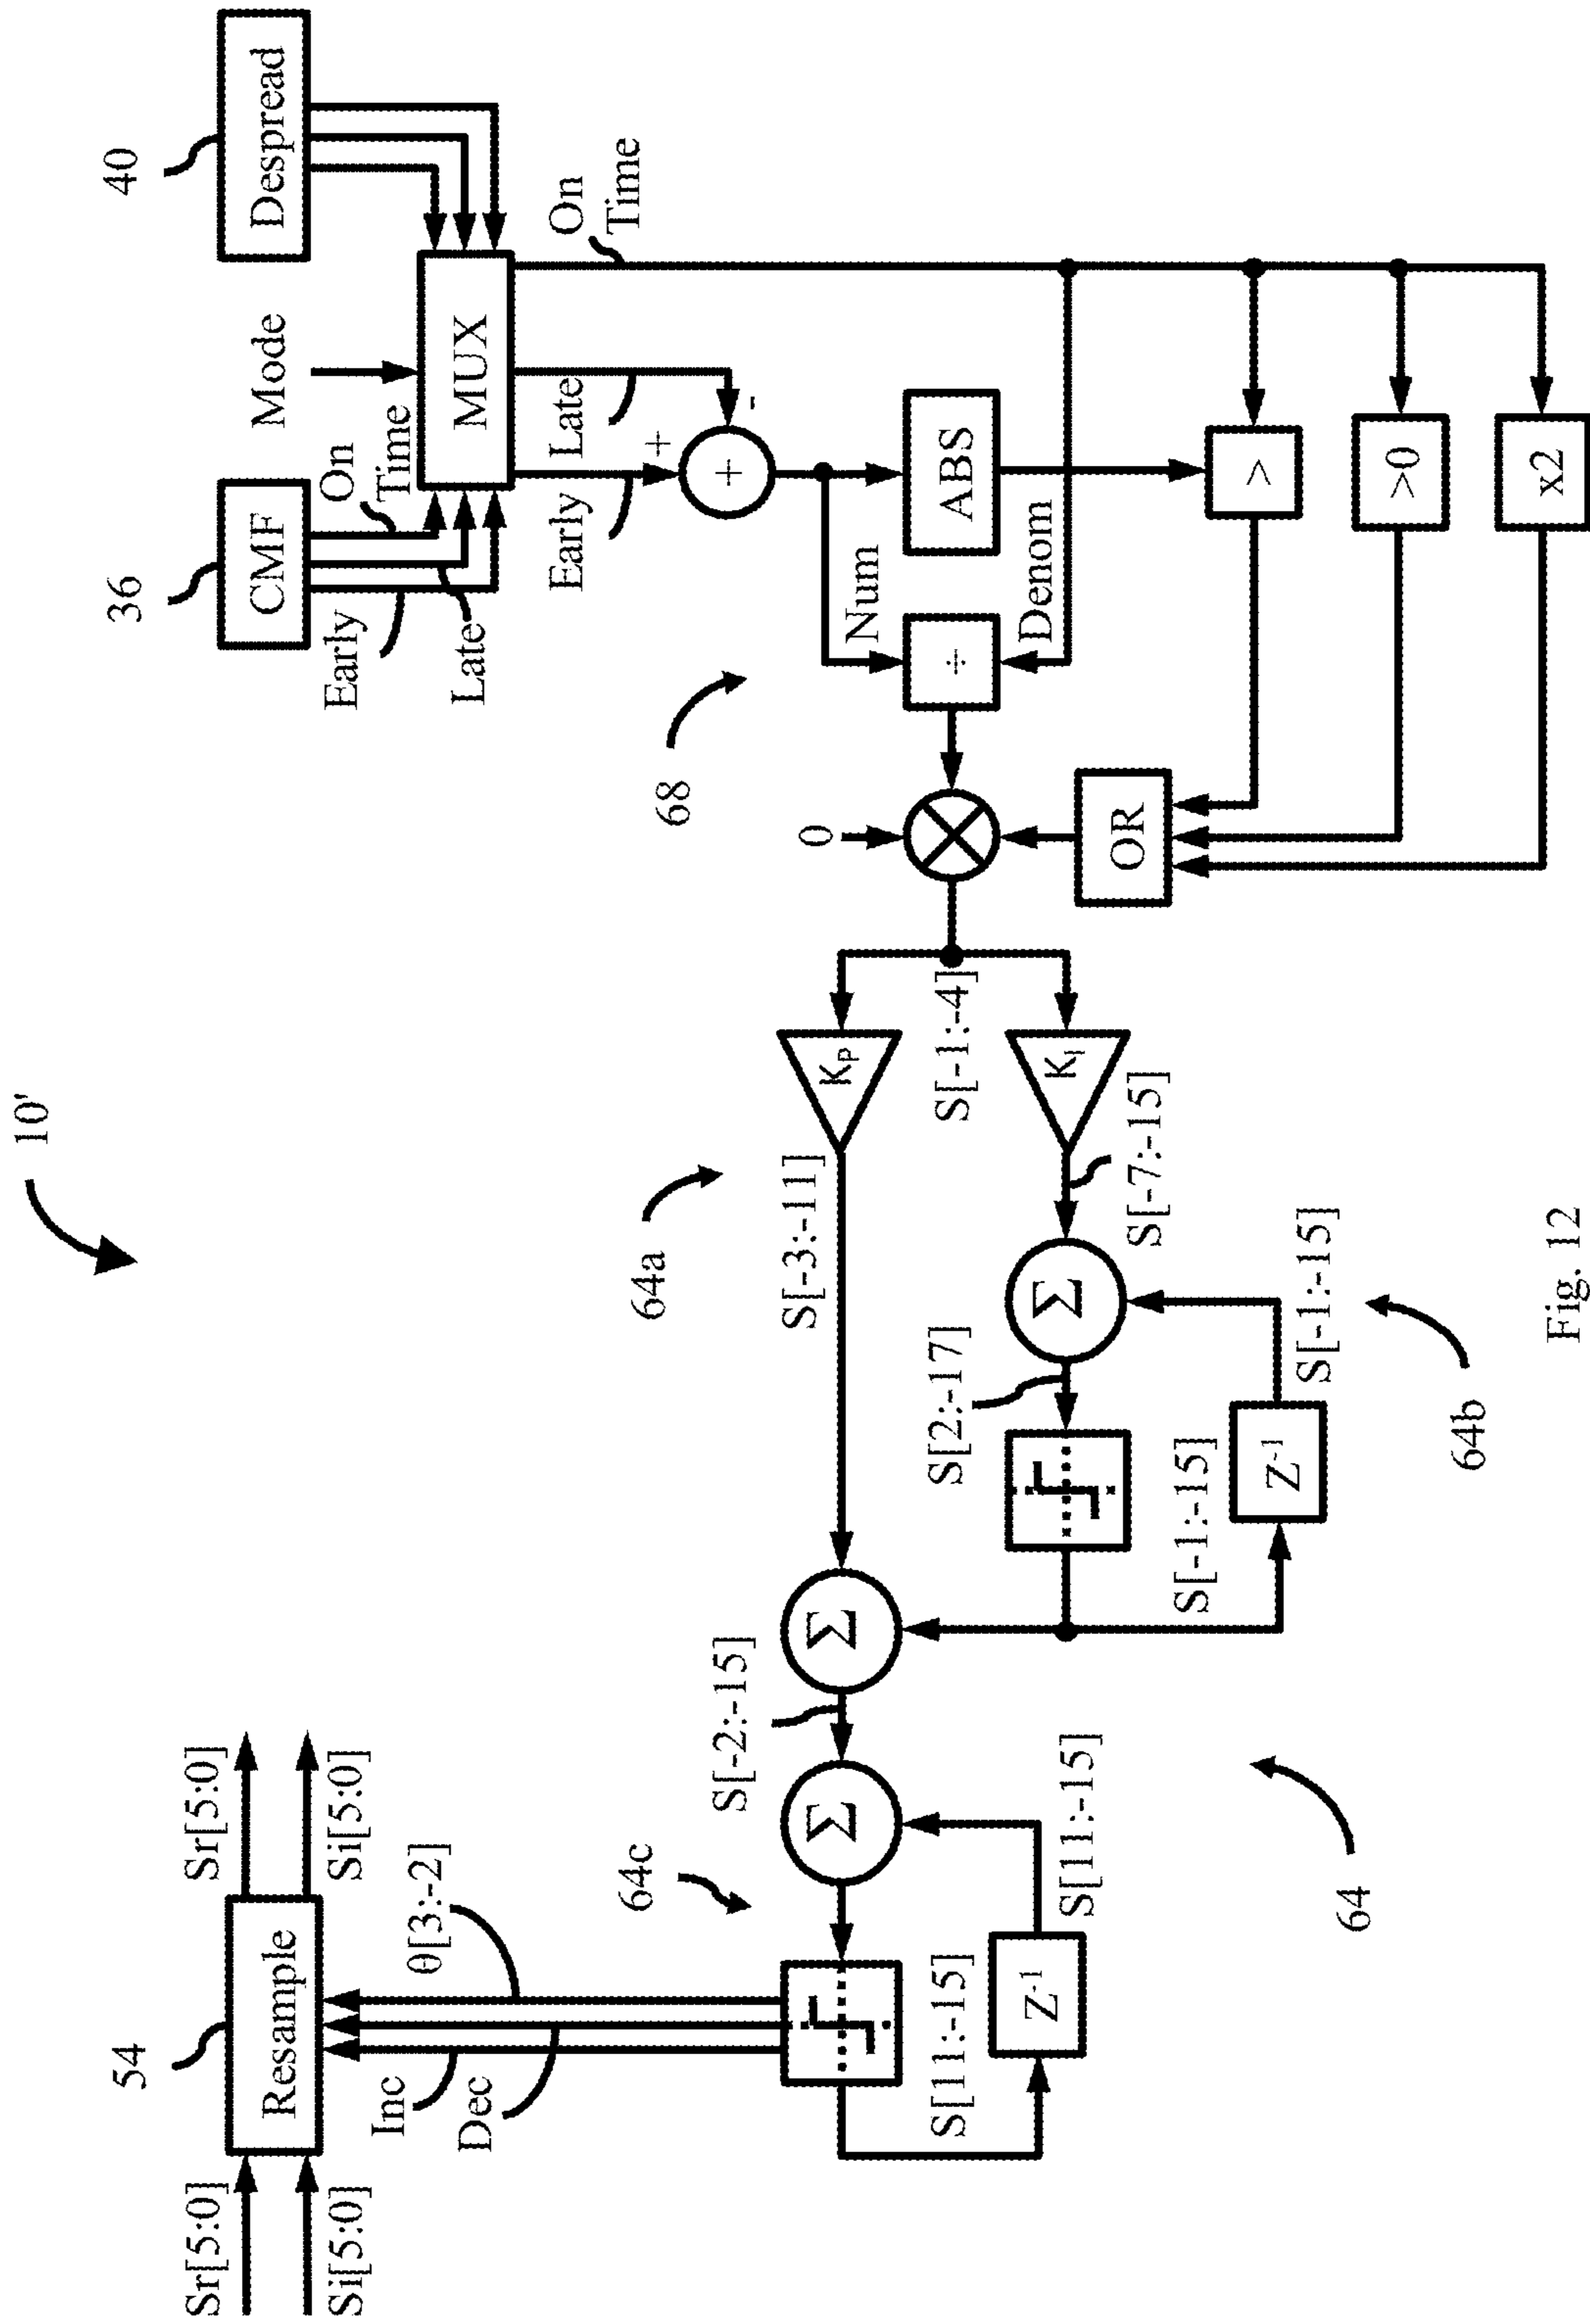 10'
Sr[5:0]
Si[5:0]
54
Resample
Sr[5:0]
Si[5:0]
Inc
Dec
θ[3:-2]
64c
S[11:-15]
Z⁻¹
S[11:-15]
Σ
S[-2:-15]
Σ
64
64a
S[-3:-11]
K_P
S[-1:-4]
K_I
S[-7:-15]
Σ
S[2:-17]
S[-1:-15]
Z⁻¹
S[-1:-15]
64b
36
CMF
Early
Late
On
Time
Mode
MUX
40
Despread
Early
Late
On
Time
+
-
+
68
Num
ABS
÷
Denom
0
OR
>
>0
x2
Fig. 12